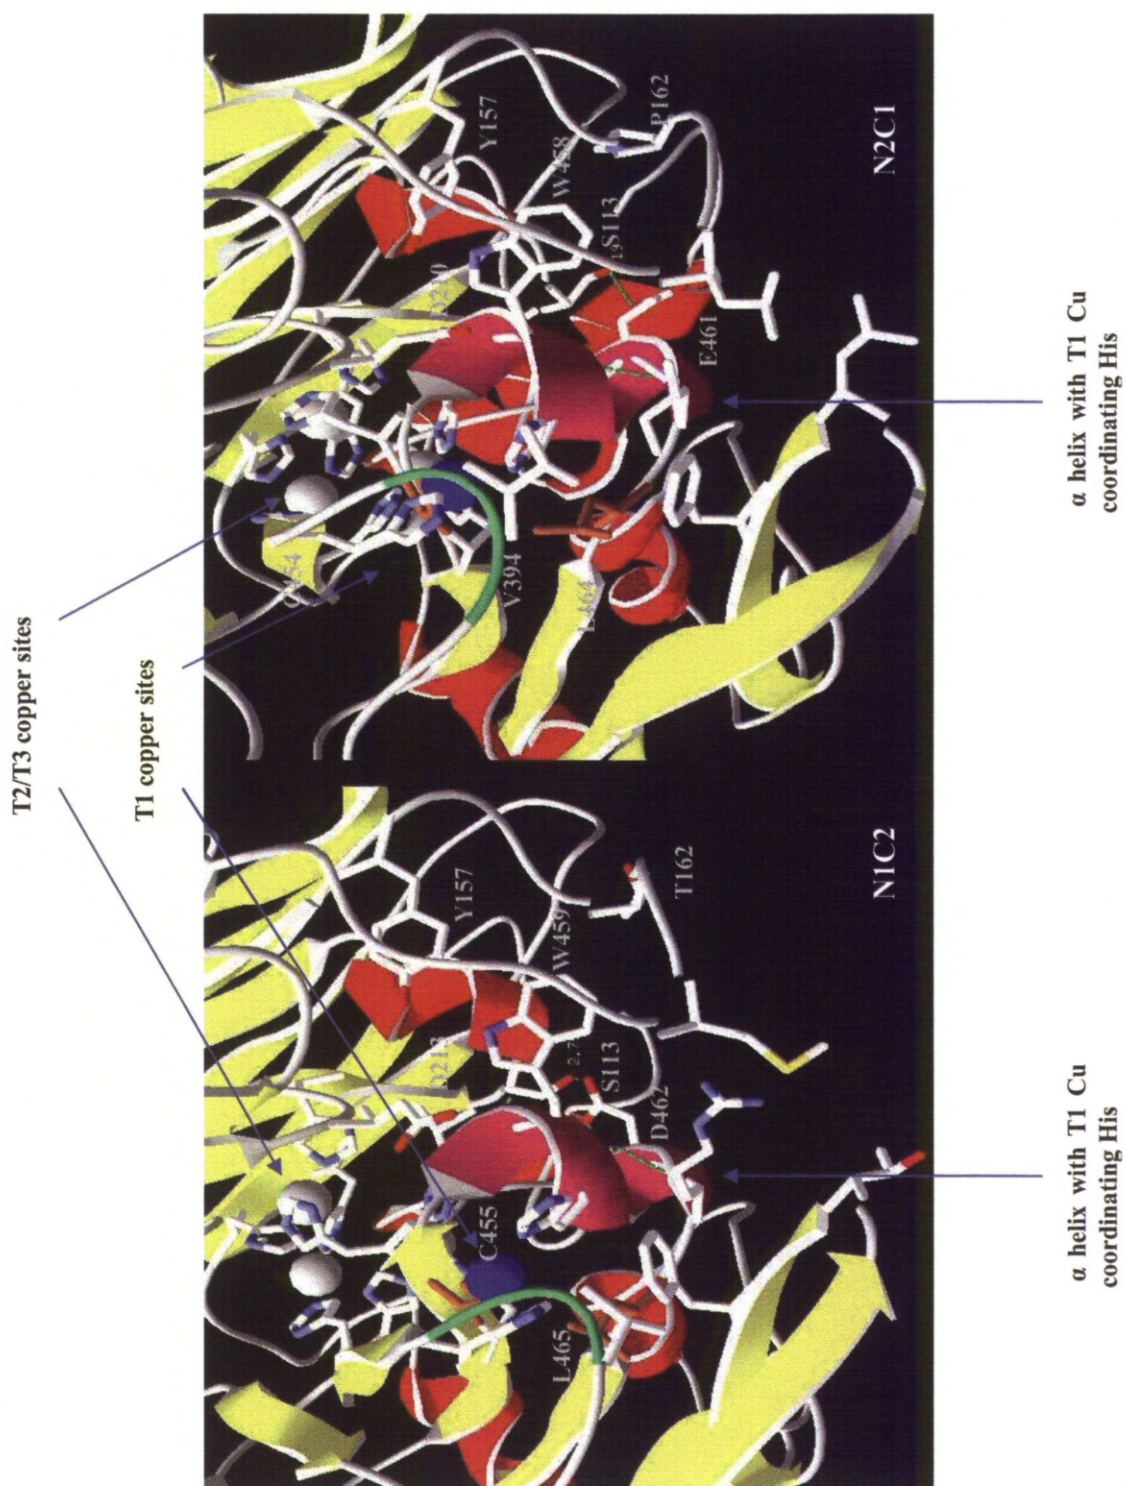 T2/T3 copper sites
T1 copper sites
Y157
W459
T162
S113
D462
C455
L465
N1C2
Y157
W458
P162
S113
E461
V394
L464
N2C1
α helix with T1 Cu
coordinating His
α helix with T1 Cu
coordinating His